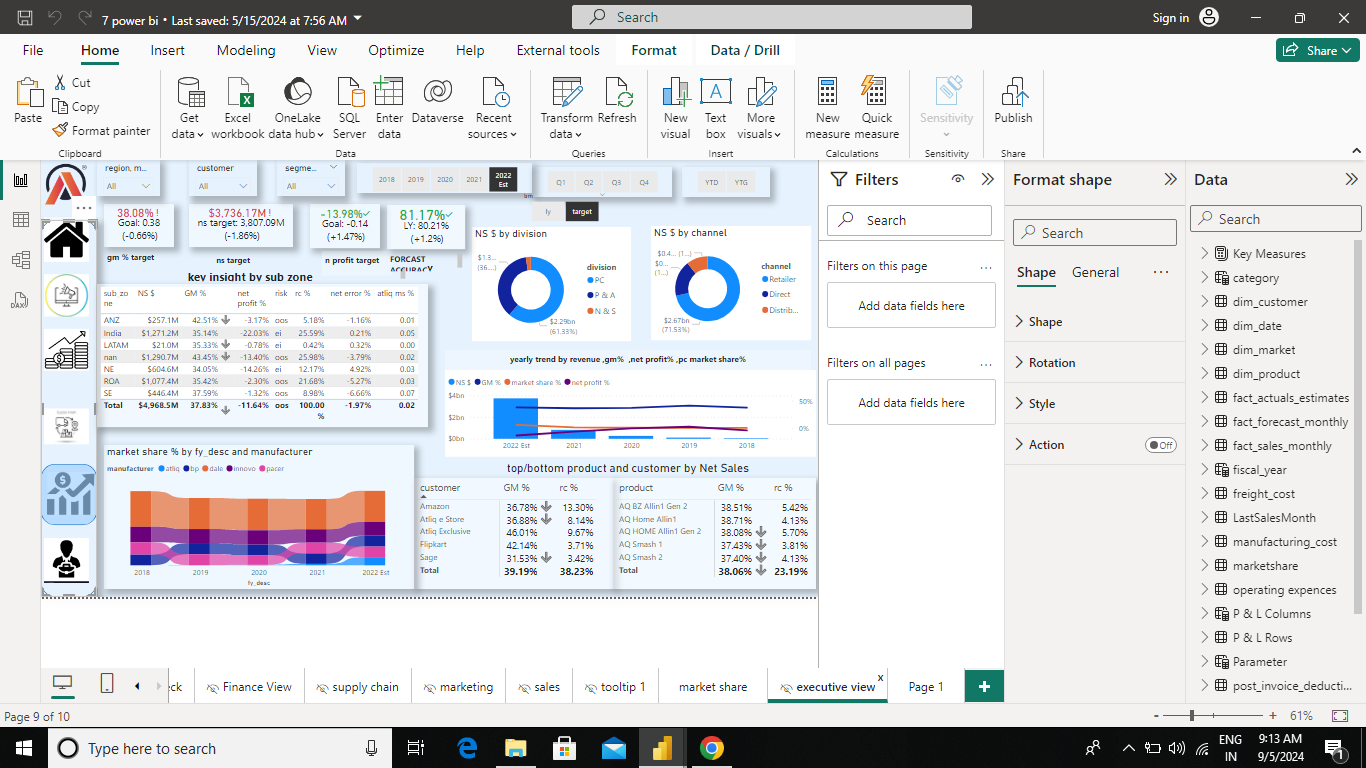 7 power bi • Last saved: 5/15/2024 at 7:56 AM
Search
Sign in
File Home Insert Modeling View Optimize Help External tools Format Data / Drill
Share
Paste
Cut
Copy
Format painter
Clipboard
Get data
Excel workbook
OneLake data hub
SQL Server
Enter data
Dataverse
Recent sources
Data
Transform data
Refresh
Queries
New visual
Text box
More visuals
Insert
New measure
Quick measure
Calculations
Sensitivity
Sensitivity
Publish
Share
region, m...
All
customer
All
segme...
All
2018 2019 2020 2021 2022 Est
bm
Q1 Q2 Q3 Q4
YTD YTG
ly target
38.08% !
Goal: 0.38
(-0.66%)
gm % target
$3,736.17M !
ns target: 3,807.09M
(-1.86%)
ns target
-13.98%
Goal: -0.14
(+1.47%)
n profit target
81.17%
LY: 80.21%
(+1.2%)
FORCAST
ACCURACY
key insight by sub zone
sub_zone NS $ GM % net profit % risk rc % net error % atliq ms %
ANZ $257.1M 42.51% -3.17% oos 5.18% -1.16% 0.01
India $1,271.2M 35.14% -22.03% ei 25.59% 0.21% 0.05
LATAM $21.0M 35.33% -0.78% ei 0.42% 0.32% 0.00
nan $1,290.7M 43.45% -13.40% oos 25.98% -3.79% 0.02
NE $604.6M 34.05% -14.26% ei 12.17% 4.92% 0.03
ROA $1,077.4M 35.42% -2.30% oos 21.68% -5.27% 0.03
SE $446.4M 37.59% -1.32% oos 8.98% -6.66% 0.07
Total $4,968.5M 37.83% -11.64% oos 100.00 % -1.97% 0.02
NS $ by division
$1.3...
(36....)
$2.29bn
(61.33%)
division
PC
P & A
N & S
NS $ by channel
$0.4... (1...)
$0...
(1...)
$2.67bn
(71.53%)
channel
Retailer
Direct
Distrib...
yearly trend by revenue ,gm% ,net profit% ,pc market share%
NS $ GM % market share % net profit %
$4bn
$2bn
$0bn
50%
0%
2022 Est 2021 2020 2019 2018
market share % by fy_desc and manufacturer
manufacturer atliq bp dale innovo pacer
2018 2019 2020 2021 2022 Est
fy_desc
top/bottom product and customer by Net Sales
customer GM % rc %
Amazon 36.78% 13.30%
Atliq e Store 36.88% 8.14%
Atliq Exclusive 46.01% 9.67%
Flipkart 42.14% 3.71%
Sage 31.53% 3.42%
Total 39.19% 38.23%
product GM % rc %
AQ BZ Allin1 Gen 2 38.51% 5.42%
AQ Home Allin1 38.71% 4.13%
AQ HOME Allin1 Gen 2 38.08% 5.70%
AQ Smash 1 37.43% 3.81%
AQ Smash 2 37.40% 4.13%
Total 38.06% 23.19%
Filters
Search
Filters on this page
Add data fields here
Filters on all pages
Add data fields here
Format shape
Search
Shape General
Shape
Rotation
Style
Action Off
Data
Search
Key Measures
category
dim_customer
dim_date
dim_market
dim_product
fact_actuals_estimates
fact_forecast_monthly
fact_sales_monthly
fiscal_year
freight_cost
LastSalesMonth
manufacturing_cost
marketshare
operating expences
P & L Columns
P & L Rows
Parameter
post_invoice_deducti...
eck Finance View supply chain marketing sales tooltip 1 market share executive view x Page 1 +
Page 9 of 10
- + 61%
Type here to search
ENG
IN
9:13 AM
9/5/2024
1